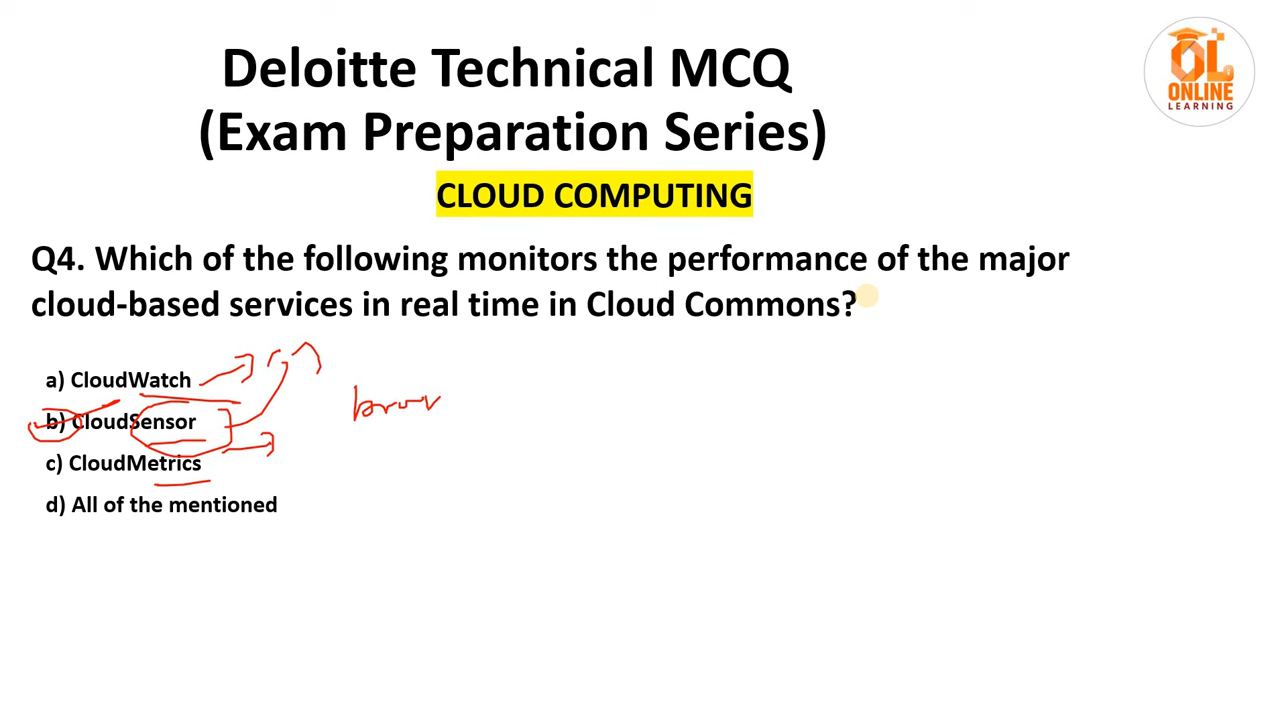 Deloitte Technical MCQ
(Exam Preparation Series)
OL
ONLINE
LEARNING
CLOUD COMPUTING
Q4. Which of the following monitors the performance of the major
cloud-based services in real time in Cloud Commons?
a) CloudWatch
b) CloudSensor
c) CloudMetrics
d) All of the mentioned